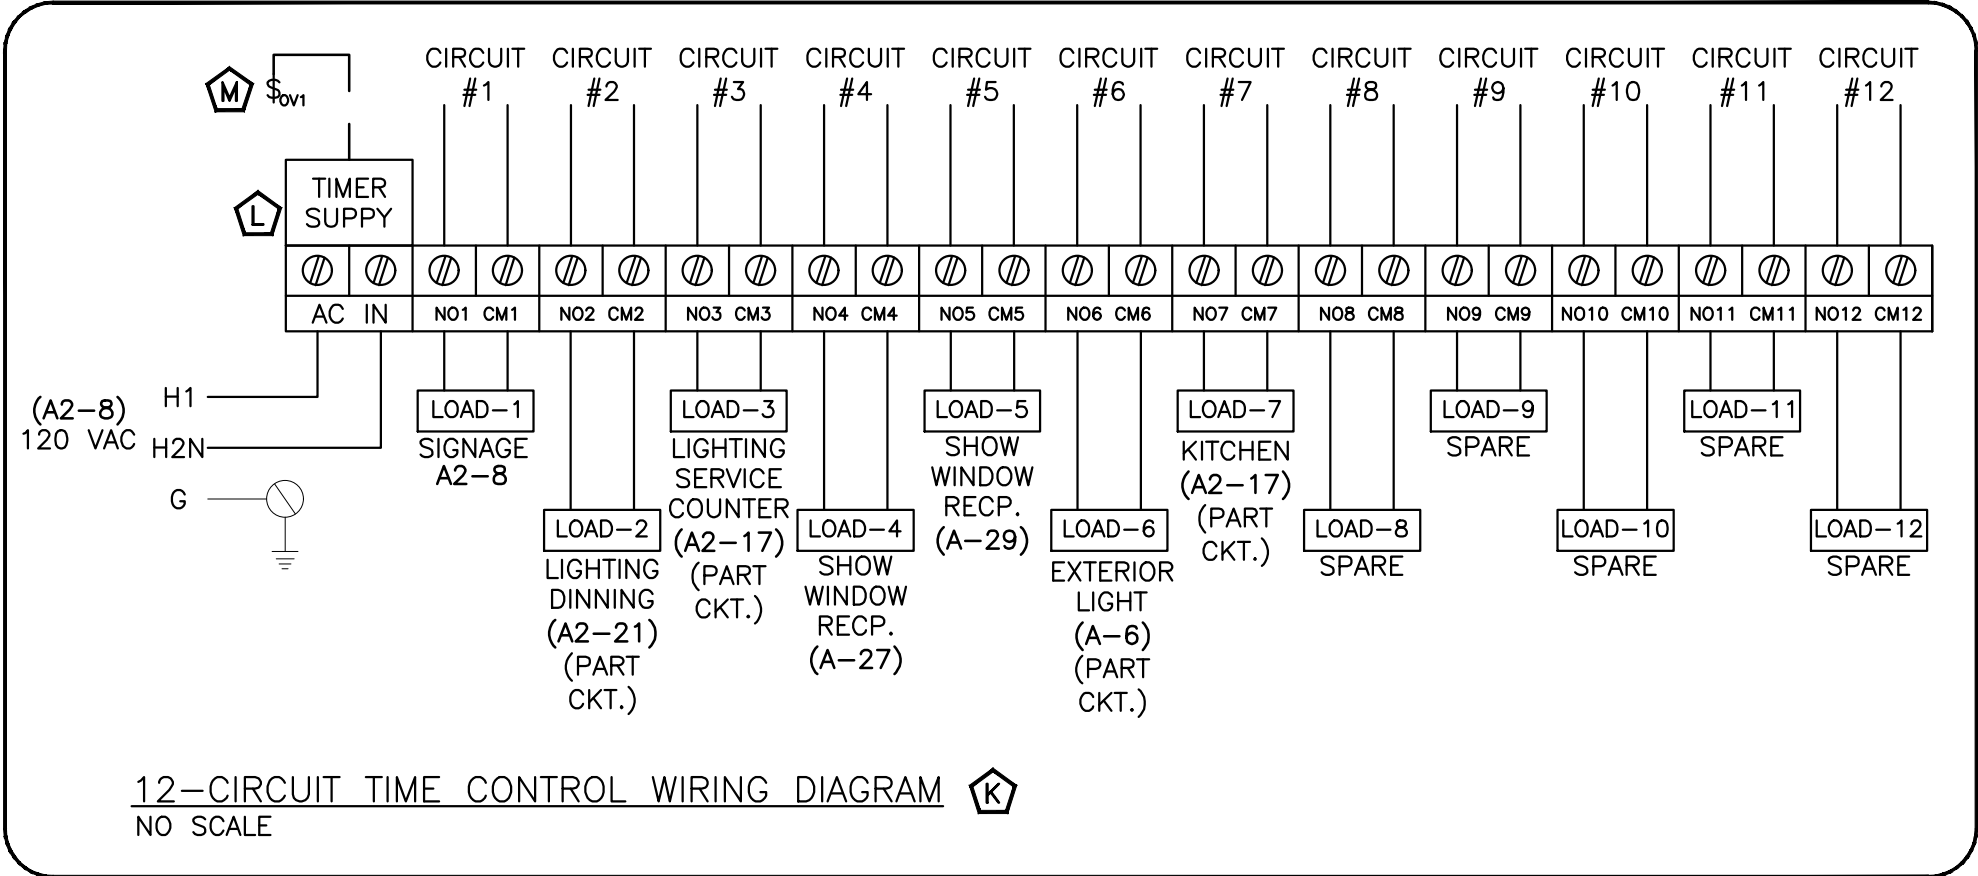 M
$OV1
CIRCUIT
#1
CIRCUIT
#2
CIRCUIT
#3
CIRCUIT
#4
CIRCUIT
#5
CIRCUIT
#6
CIRCUIT
#7
CIRCUIT
#8
CIRCUIT
#9
CIRCUIT
#10
CIRCUIT
#11
CIRCUIT
#12
L
TIMER
SUPPY
AC IN
NO1 CM1
NO2 CM2
NO3 CM3
NO4 CM4
NO5 CM5
NO6 CM6
NO7 CM7
NO8 CM8
NO9 CM9
NO10 CM10
NO11 CM11
NO12 CM12
(A2-8)
120 VAC
H1
H2N
G
LOAD-1
SIGNAGE
A2-8
LOAD-2
LIGHTING
DINNING
(A2-21)
(PART
CKT.)
LOAD-3
LIGHTING
SERVICE
COUNTER
(A2-17)
(PART
CKT.)
LOAD-4
SHOW
WINDOW
RECP.
(A-27)
LOAD-5
SHOW
WINDOW
RECP.
(A-29)
LOAD-6
EXTERIOR
LIGHT
(A-6)
(PART
CKT.)
LOAD-7
KITCHEN
(A2-17)
(PART
CKT.)
LOAD-8
SPARE
LOAD-9
SPARE
LOAD-10
SPARE
LOAD-11
SPARE
LOAD-12
SPARE
12-CIRCUIT TIME CONTROL WIRING DIAGRAM
K
NO SCALE